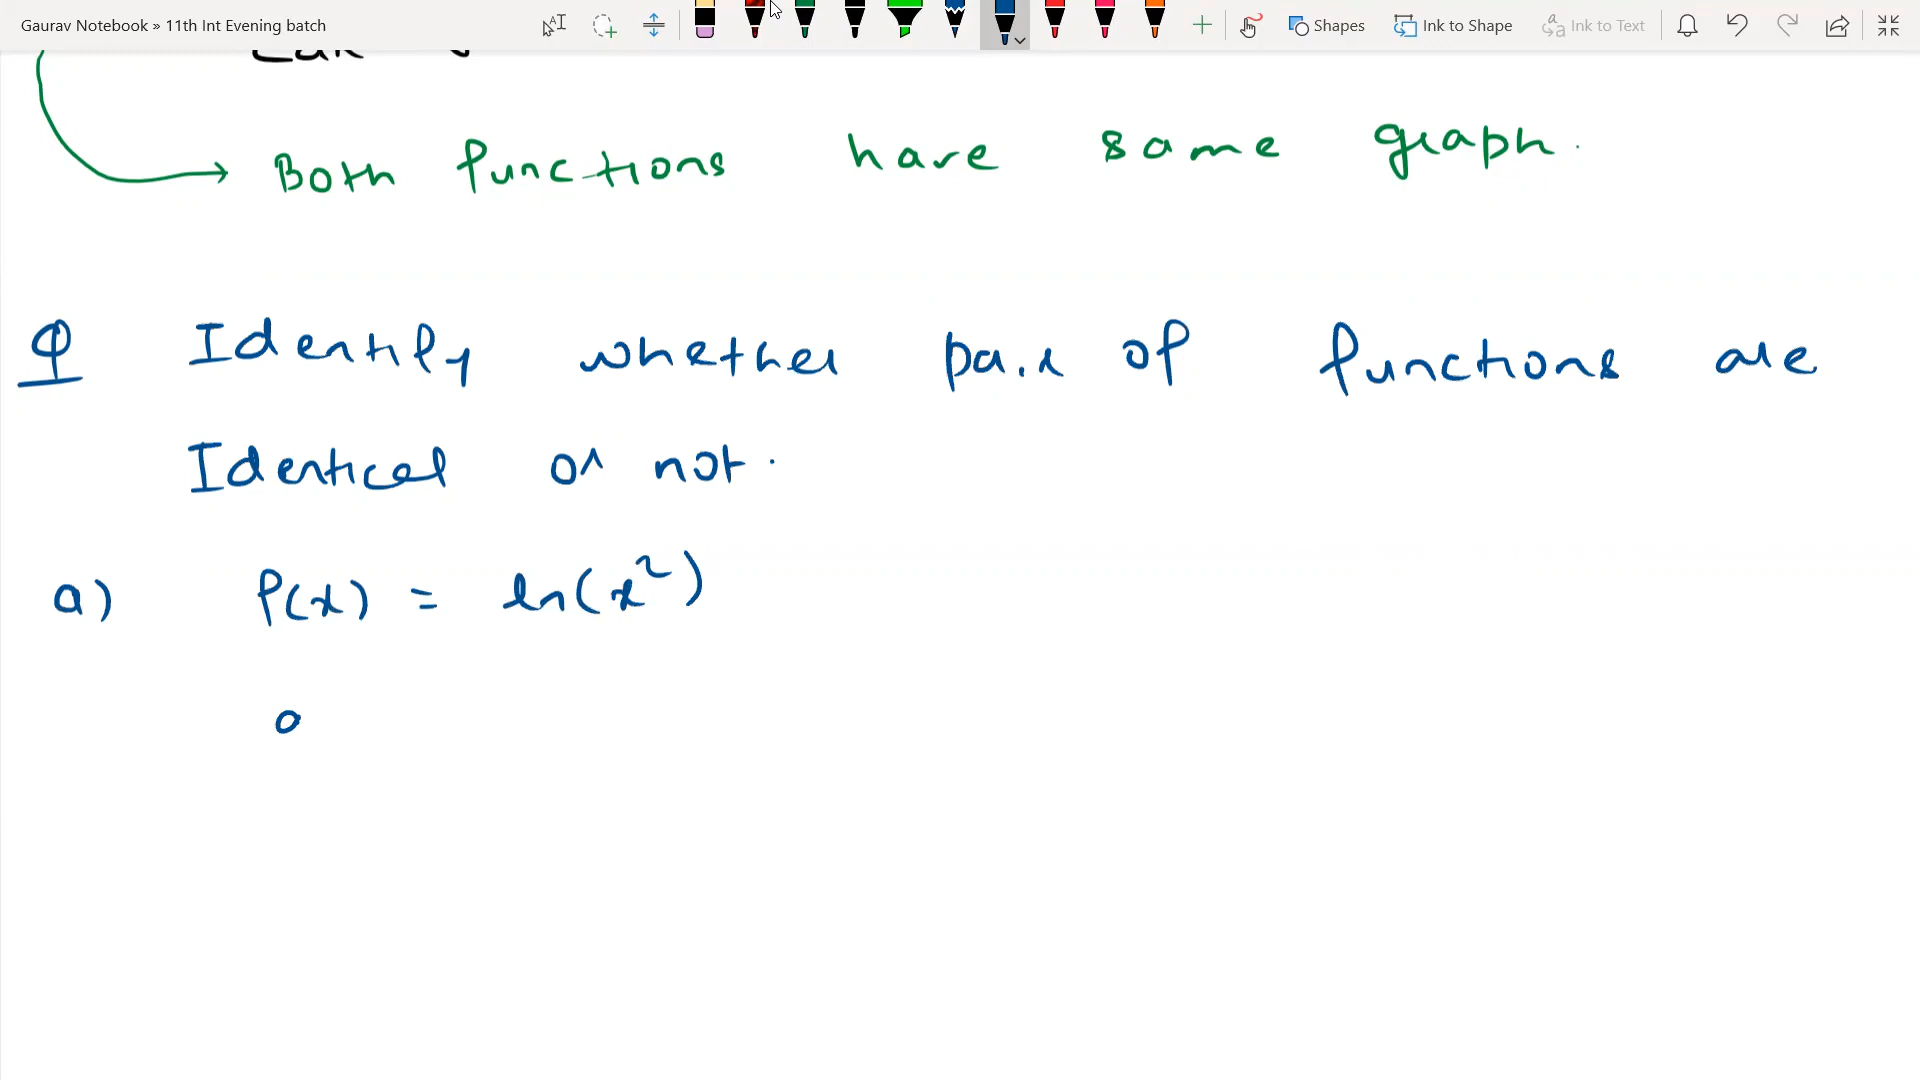 Gaurav Notebook » 11th Int Evening batch
Shapes
Ink to Shape
Ink to Text
Both functions have same graph.
Q Identify whether pair of functions are
Identical or not.
a) f(x) = ln(x²)